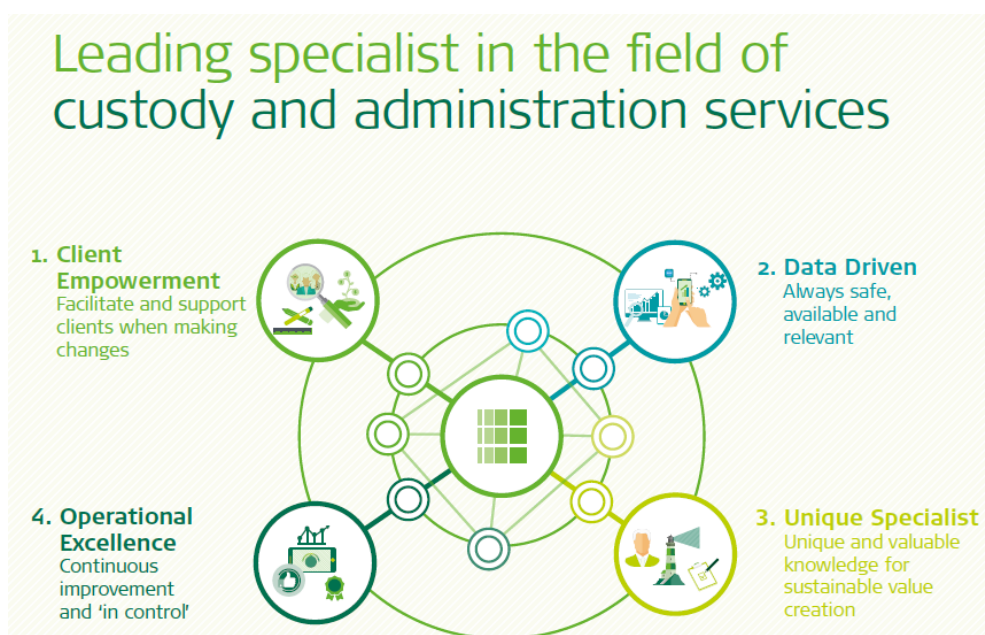 Leading specialist in the field of
custody and administration services
1. Client
Empowerment
Facilitate and support
clients when making
changes
2. Data Driven
Always safe,
available and
relevant
3. Unique Specialist
Unique and valuable
knowledge for
sustainable value
creation
4. Operational
Excellence
Continuous
improvement
and ‘in control’